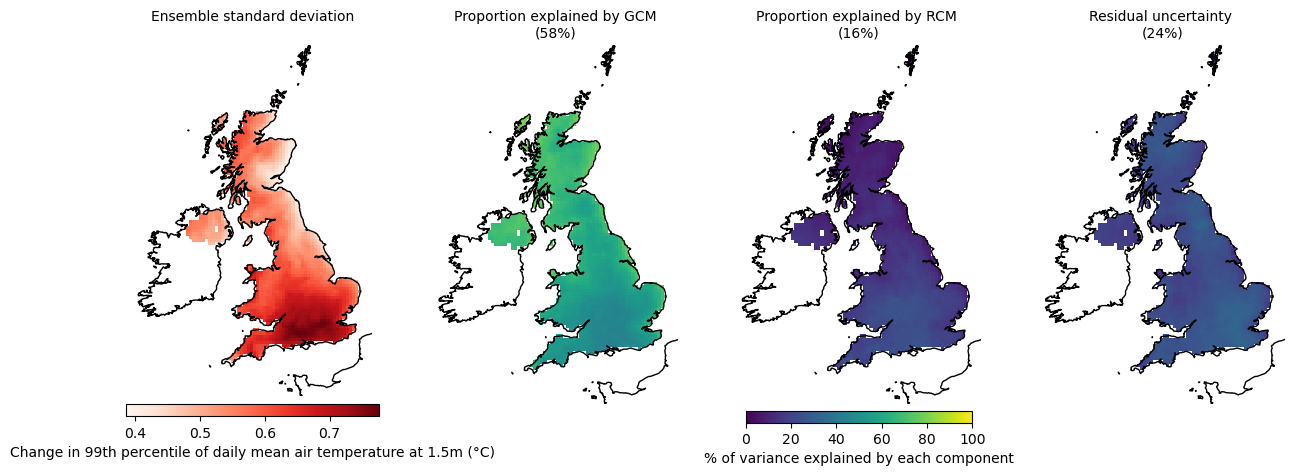 Ensemble standard deviation
Proportion explained by GCM
(58%)
Proportion explained by RCM
(16%)
Residual uncertainty
(24%)
0.4 0.5 0.6 0.7
Change in 99th percentile of daily mean air temperature at 1.5m (°C)
0 20 40 60 80 100
% of variance explained by each component